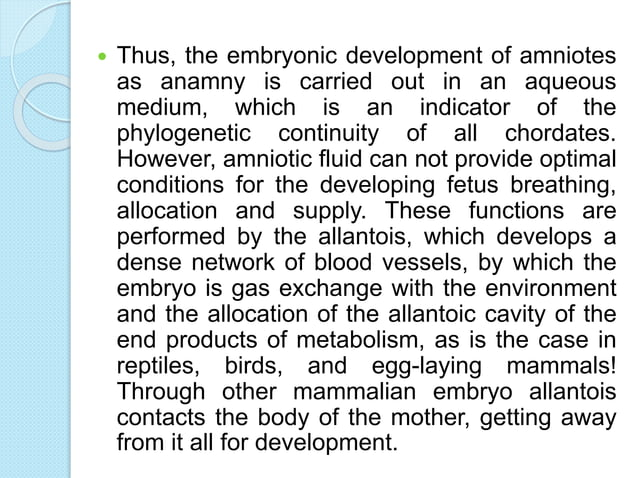 Thus, the embryonic development of amniotes
as anamny is carried out in an aqueous
medium, which is an indicator of the
phylogenetic continuity of all chordates.
However, amniotic fluid can not provide optimal
conditions for the developing fetus breathing,
allocation and supply. These functions are
performed by the allantois, which develops a
dense network of blood vessels, by which the
embryo is gas exchange with the environment
and the allocation of the allantoic cavity of the
end products of metabolism, as is the case in
reptiles, birds, and egg-laying mammals!
Through other mammalian embryo allantois
contacts the body of the mother, getting away
from it all for development.